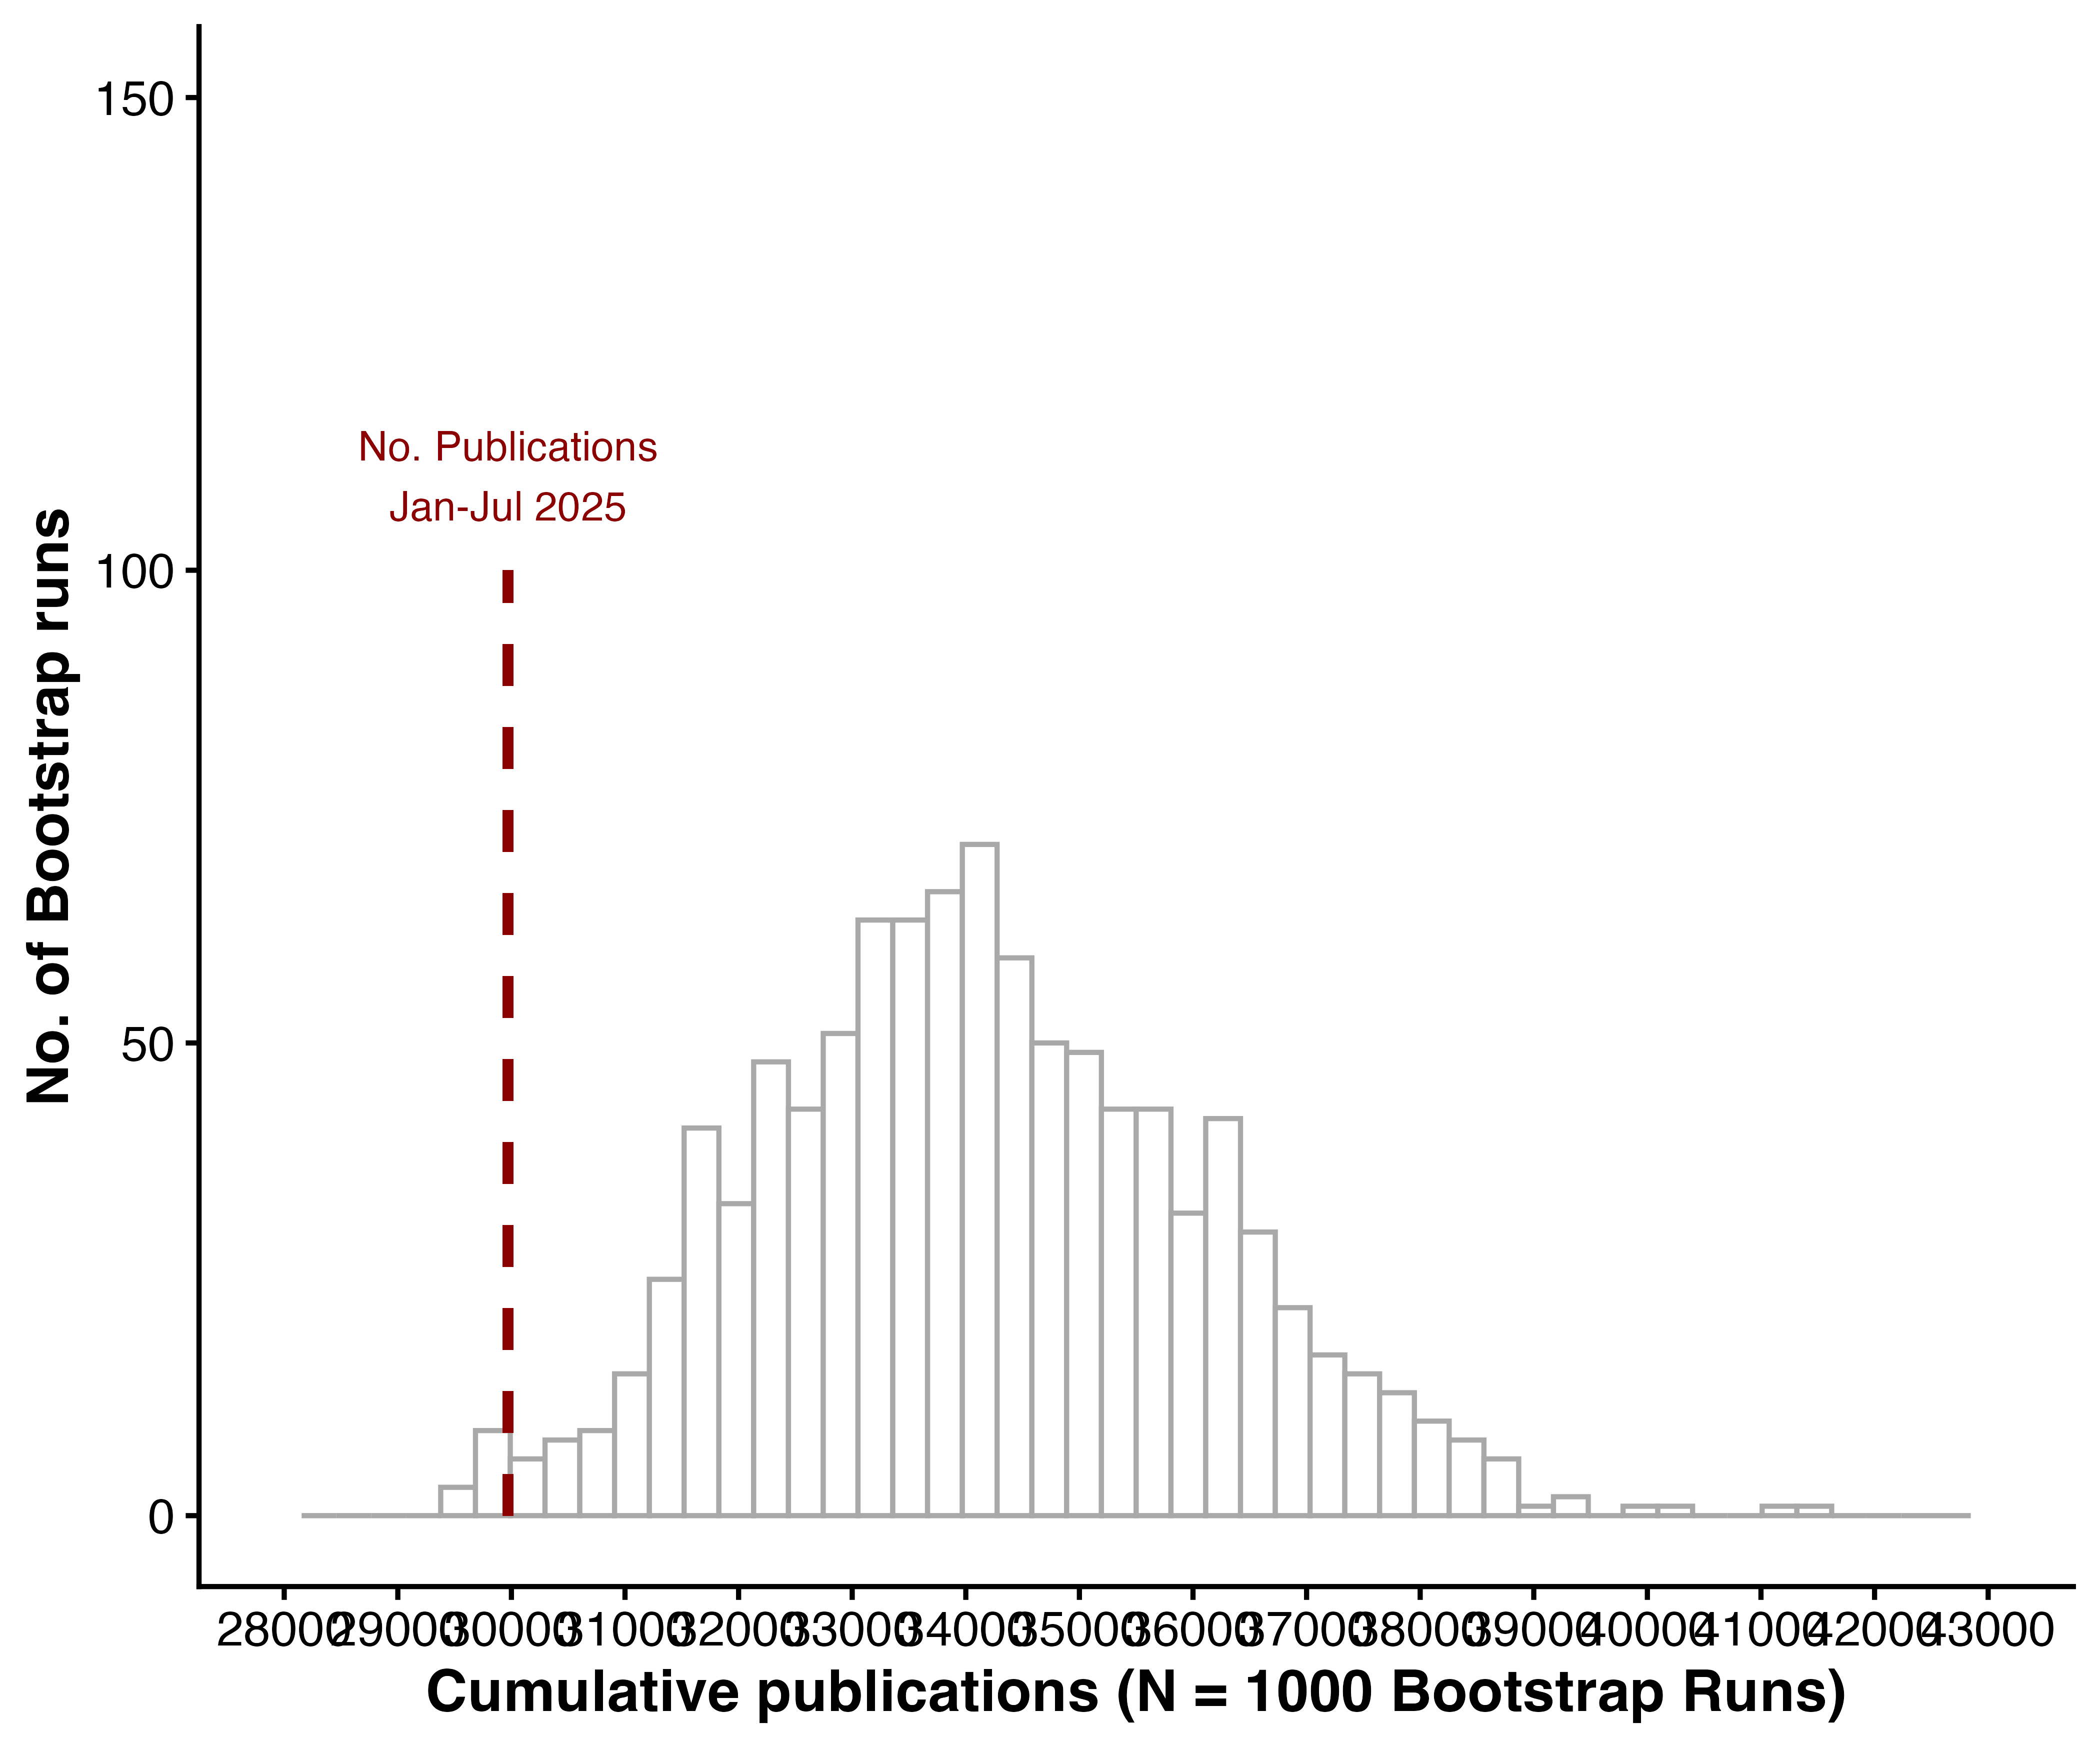 150
No. Publications
Jan-Jul 2025
100
50
0
No. of Bootstrap runs
28000 29000 30000 31000 32000 33000 34000 35000 36000 37000 38000 39000 40000 41000 42000 43000
Cumulative publications (N = 1000 Bootstrap Runs)